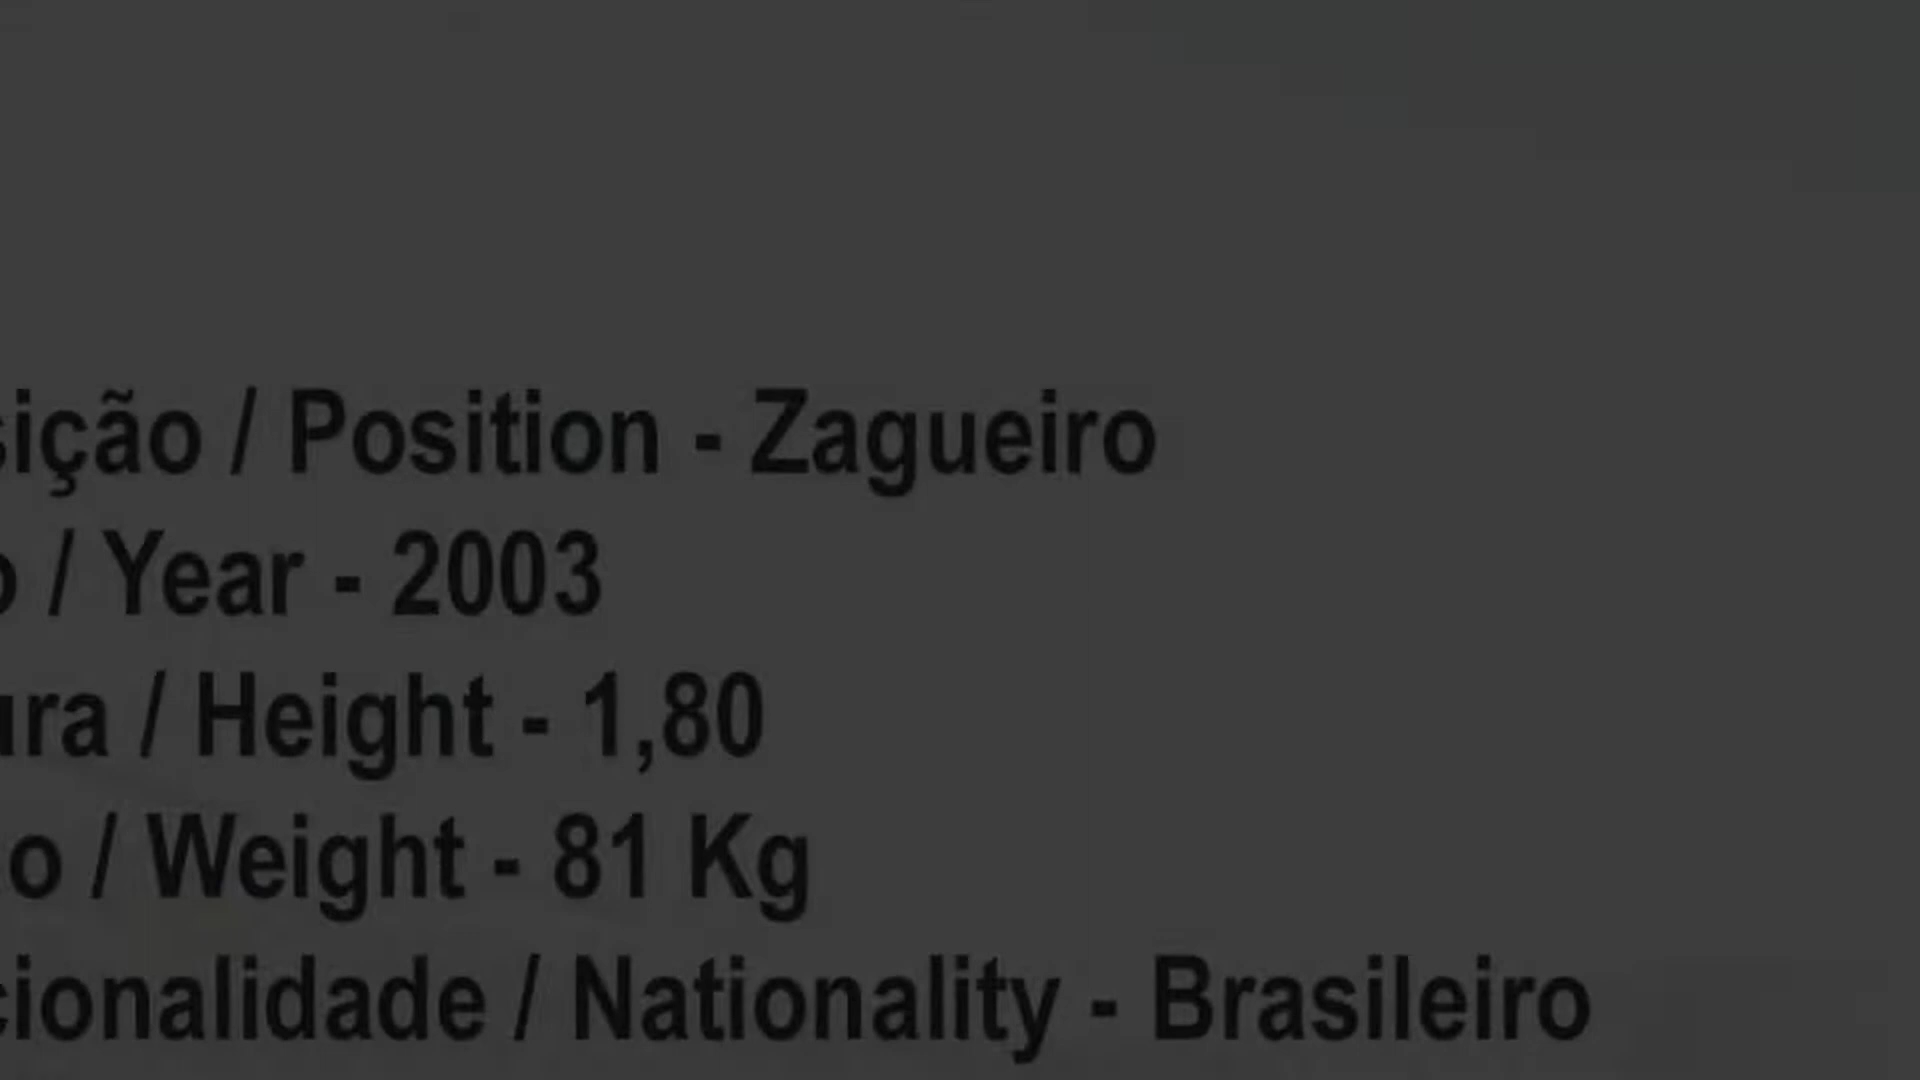 sição / Position - Zagueiro
o / Year - 2003
ura / Height - 1,80
o / Weight - 81 Kg
cionalidade / Nationality - Brasileiro